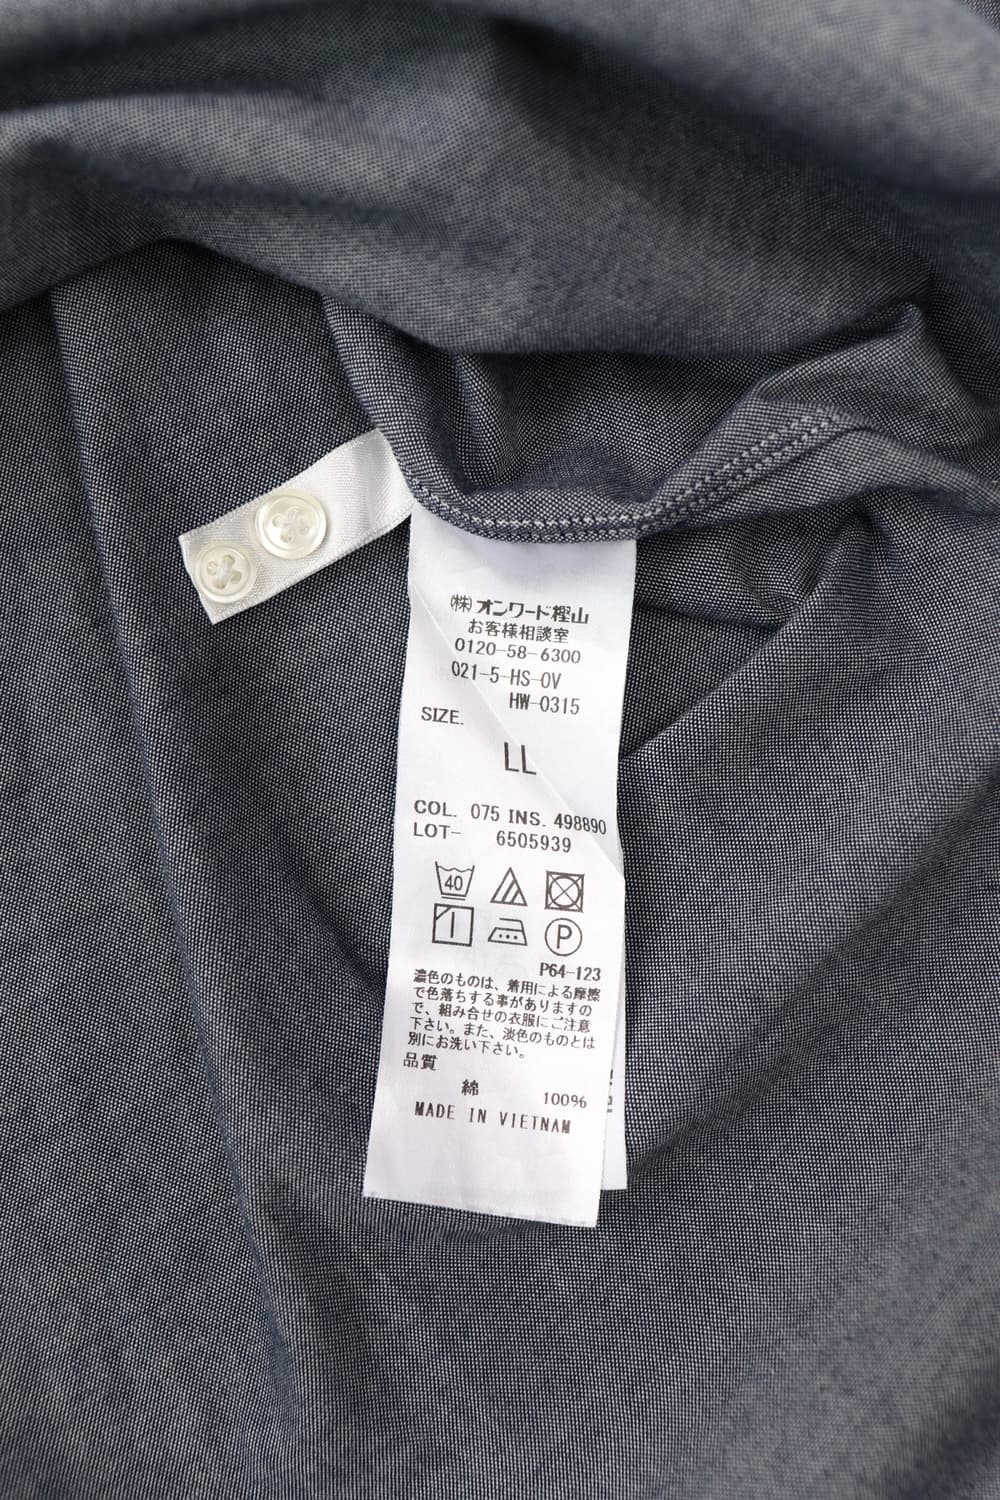 ㈱オンワード樫山
お客様相談室
0120-58-6300
021-5-HS-OV
HW-0315
SIZE.
LL
COL. 075 INS. 498890
LOT- 6505939
40
P
P64-123
濃色のものは、着用による摩擦
で色落ちする事がありますの
で、組み合せの衣服にご注意
下さい。また、淡色のものとは
別にお洗い下さい。
品質
綿 100%
MADE IN VIETNAM